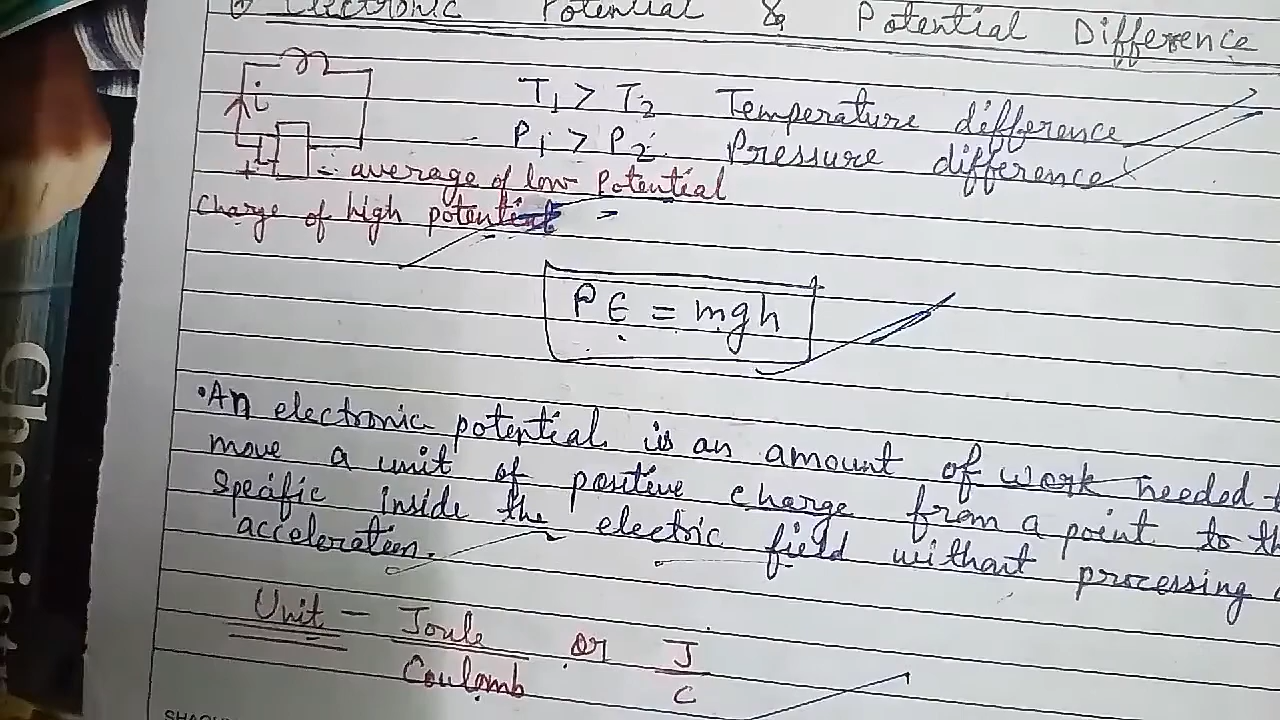 Electronic Potential & Potential Difference
T1 > T2 Temperature difference
i
P1 > P2 Pressure difference
+ - average of low Potential
Charge of high potential
PE = mgh
• An electronic potential is an amount of work needed
move a unit of positive charge from a point to
Specific inside the electric field without processing
acceleration.
Unit - Joule or J
Coulomb C
Chemist